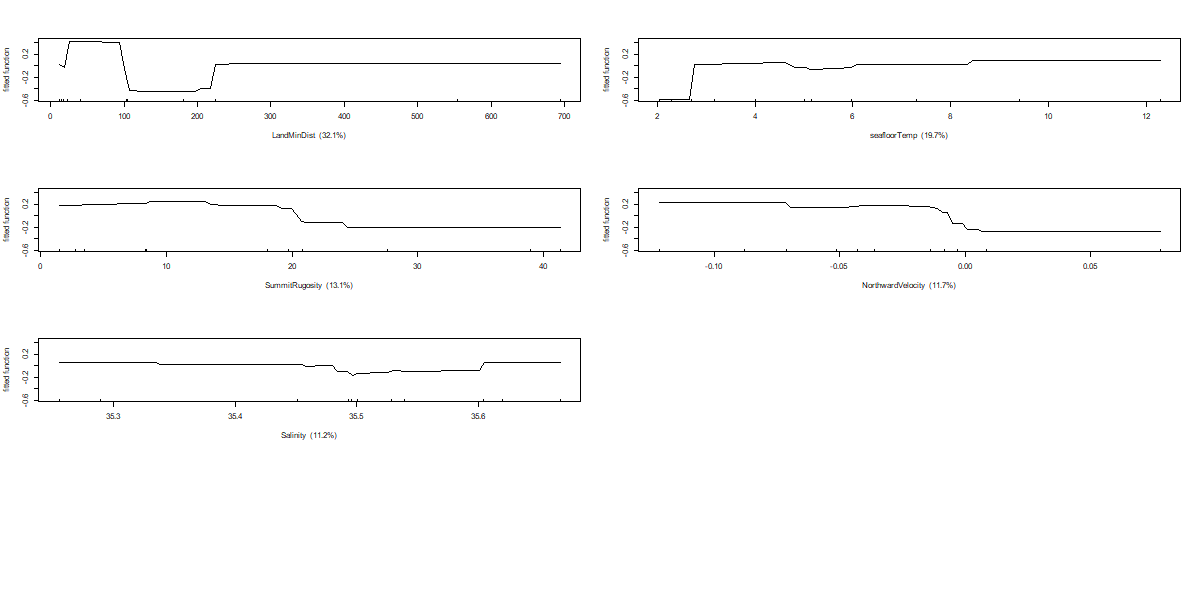 fitted function
-0.6 -0.2 0.2
0 100 200 300 400 500 600 700
LandMinDist (32.1%)
fitted function
-0.6 -0.2 0.2
2 4 6 8 10 12
seafloorTemp (19.7%)
fitted function
-0.6 -0.2 0.2
0 10 20 30 40
SummitRugosity (13.1%)
fitted function
-0.6 -0.2 0.2
-0.10 -0.05 0.00 0.05
NorthwardVelocity (11.7%)
fitted function
-0.6 -0.2 0.2
35.3 35.4 35.5 35.6
Salinity (11.2%)